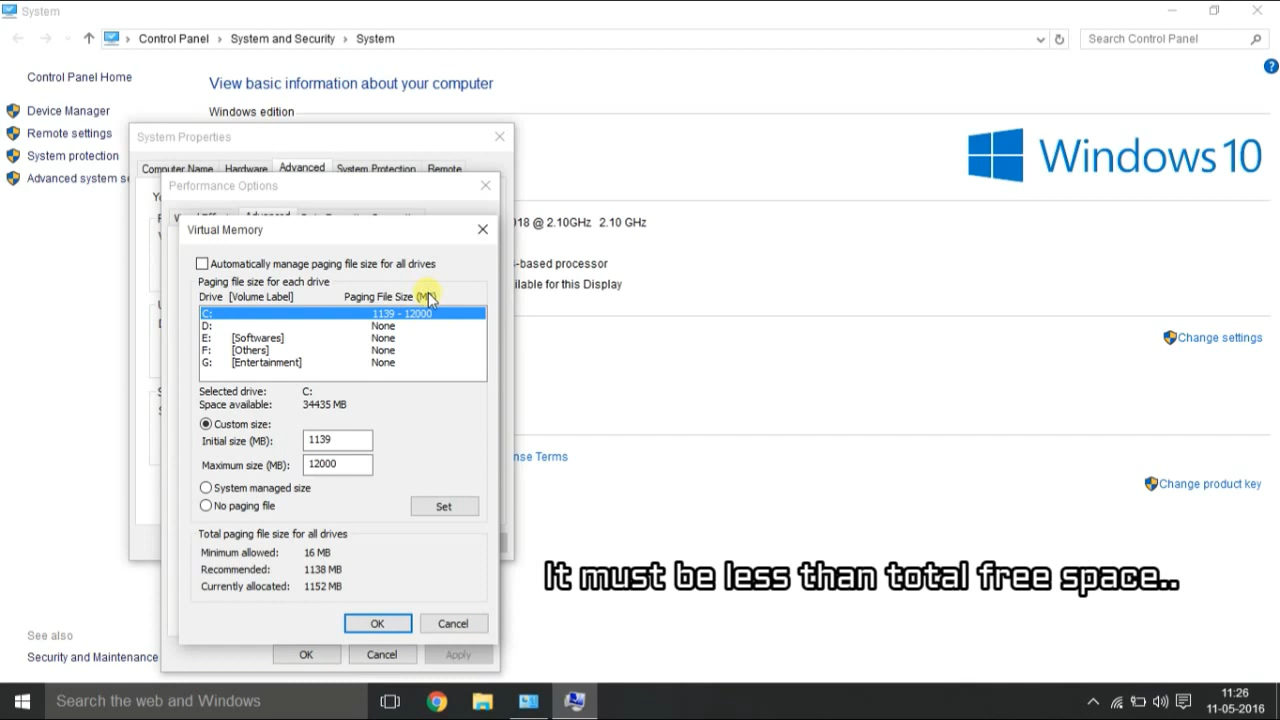 System
Control Panel > System and Security > System
Search Control Panel
Control Panel Home
View basic information about your computer
Device Manager
Windows edition
Remote settings
System protection
Advanced system se
Windows 10
System Properties
Computer Name Hardware Advanced System Protection Remote
Performance Options
Advanced
18 @ 2.10GHz 2.10 GHz
-based processor
ilable for this Display
Change settings
nse Terms
Change product key
Virtual Memory
Automatically manage paging file size for all drives
Paging file size for each drive
Drive [Volume Label] Paging File Size (MB)
C: 1139 - 12000
D: None
E: [Softwares] None
F: [Others] None
G: [Entertainment] None
Selected drive: C:
Space available: 34435 MB
Custom size:
Initial size (MB): 1139
Maximum size (MB): 12000
System managed size
No paging file
Set
Total paging file size for all drives
Minimum allowed: 16 MB
Recommended: 1138 MB
Currently allocated: 1152 MB
OK Cancel
OK Cancel Apply
It must be less than total free space..
See also
Security and Maintenance
Search the web and Windows
11:26
11-05-2016